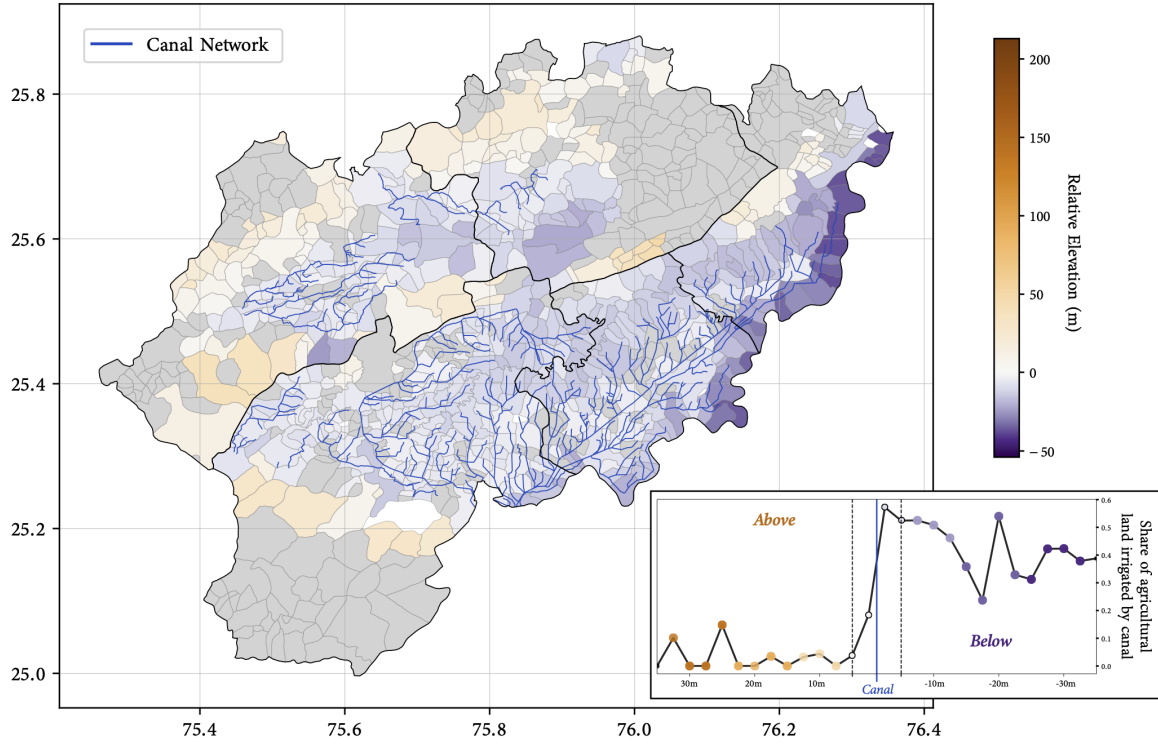 Canal Network
25.8
25.6
25.4
25.2
25.0
75.4 75.6 75.8 76.0 76.2 76.4
200
150
100
50
0
−50
Relative Elevation (m)
Above
Below
30m 20m 10m Canal -10m -20m -30m
0.6
0.5
0.4
0.3
0.2
0.1
0.0
Share of agricultural
land irrigated by canal